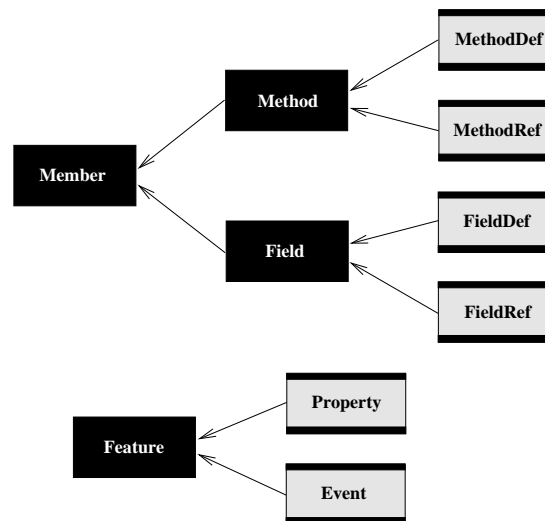 MethodDef
Method
MethodRef
Member
FieldDef
Field
FieldRef
Property
Feature
Event